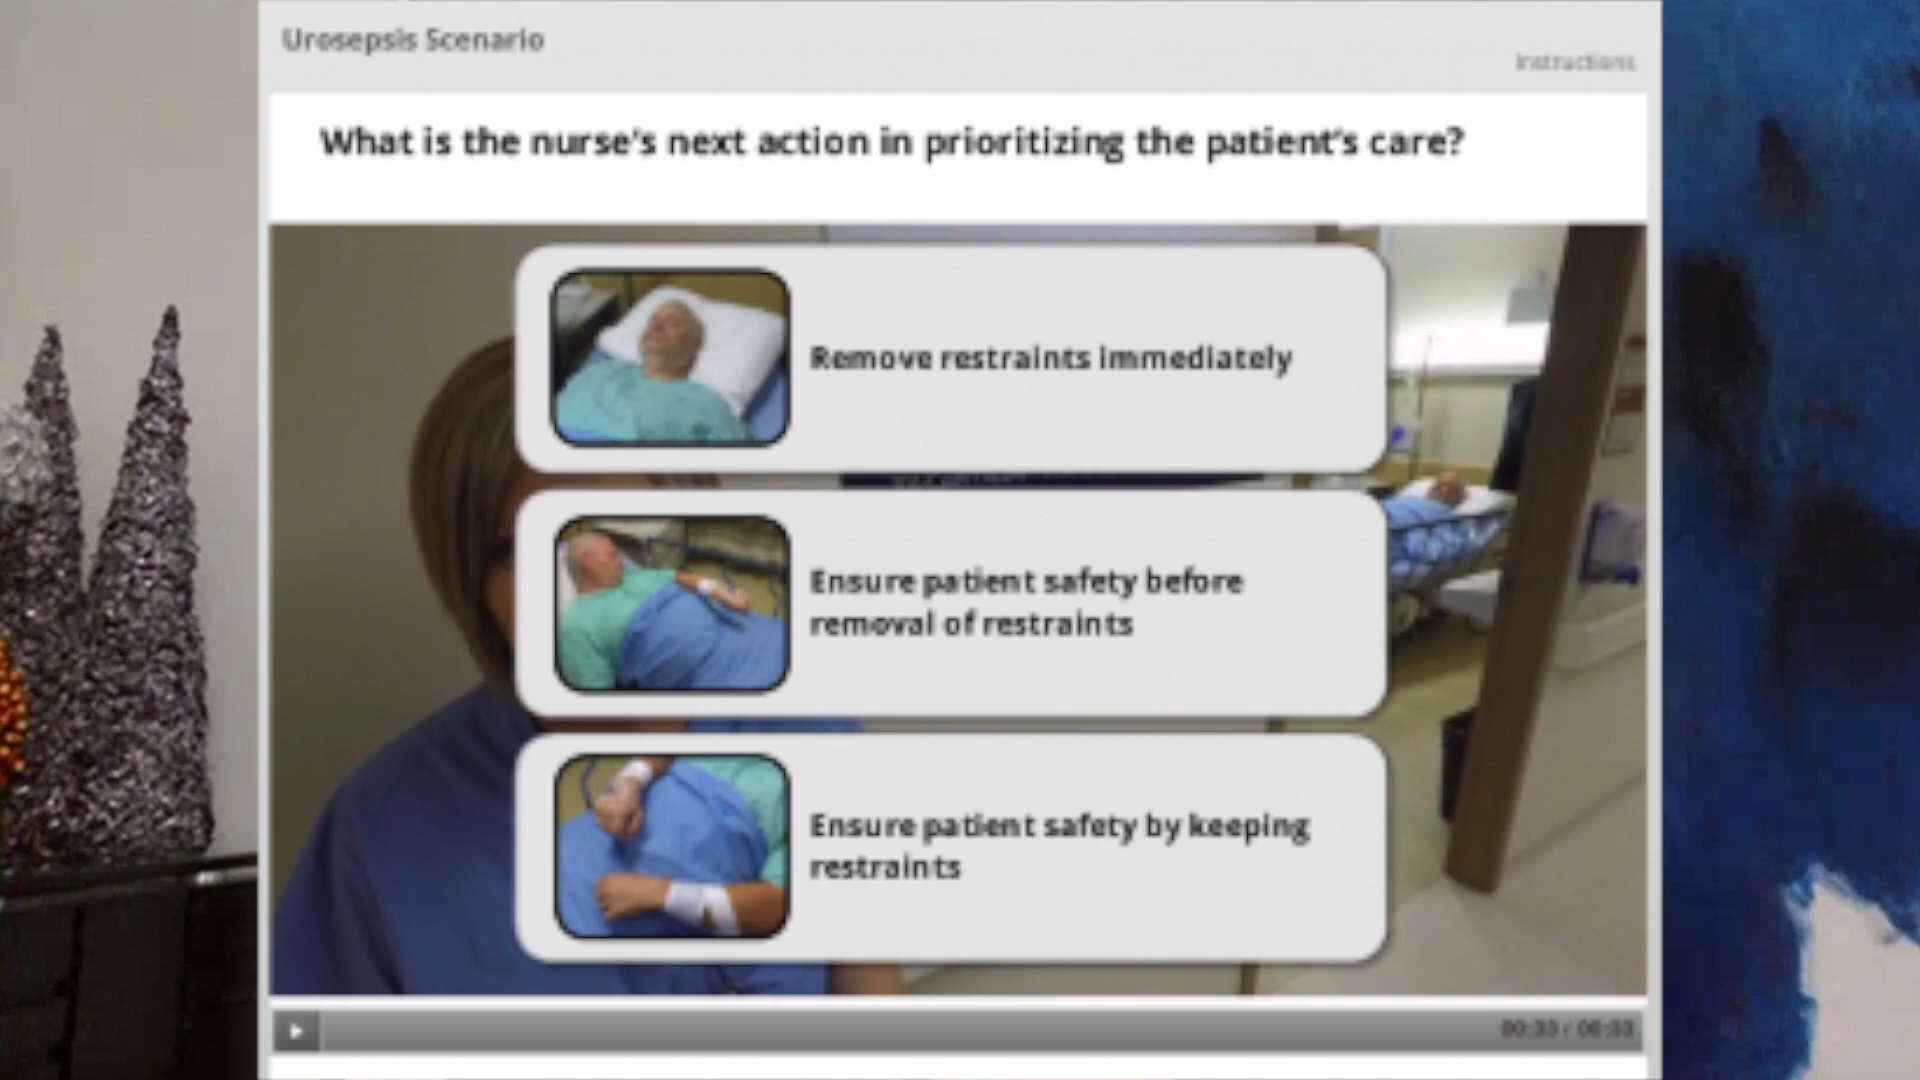 Urosepsis Scenario
Instructions
What is the nurse's next action in prioritizing the patient's care?
Remove restraints immediately
Ensure patient safety before
removal of restraints
Ensure patient safety by keeping
restraints